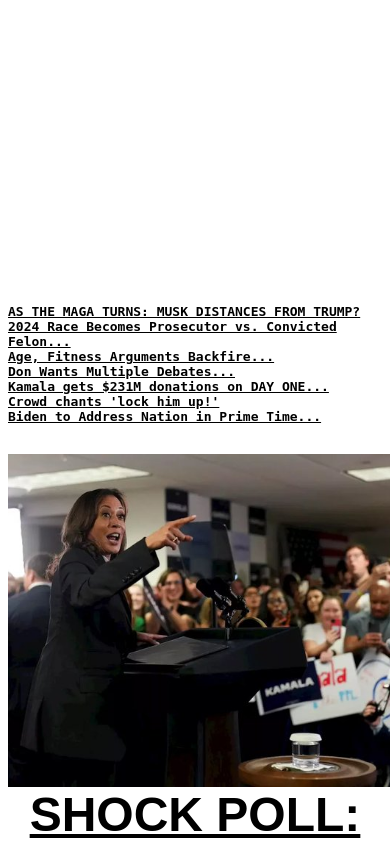 AS THE MAGA TURNS: MUSK DISTANCES FROM TRUMP?
2024 Race Becomes Prosecutor vs. Convicted
Felon...
Age, Fitness Arguments Backfire...
Don Wants Multiple Debates...
Kamala gets $231M donations on DAY ONE...
Crowd chants 'lock him up!'
Biden to Address Nation in Prime Time...
KAMALA
SHOCK POLL: